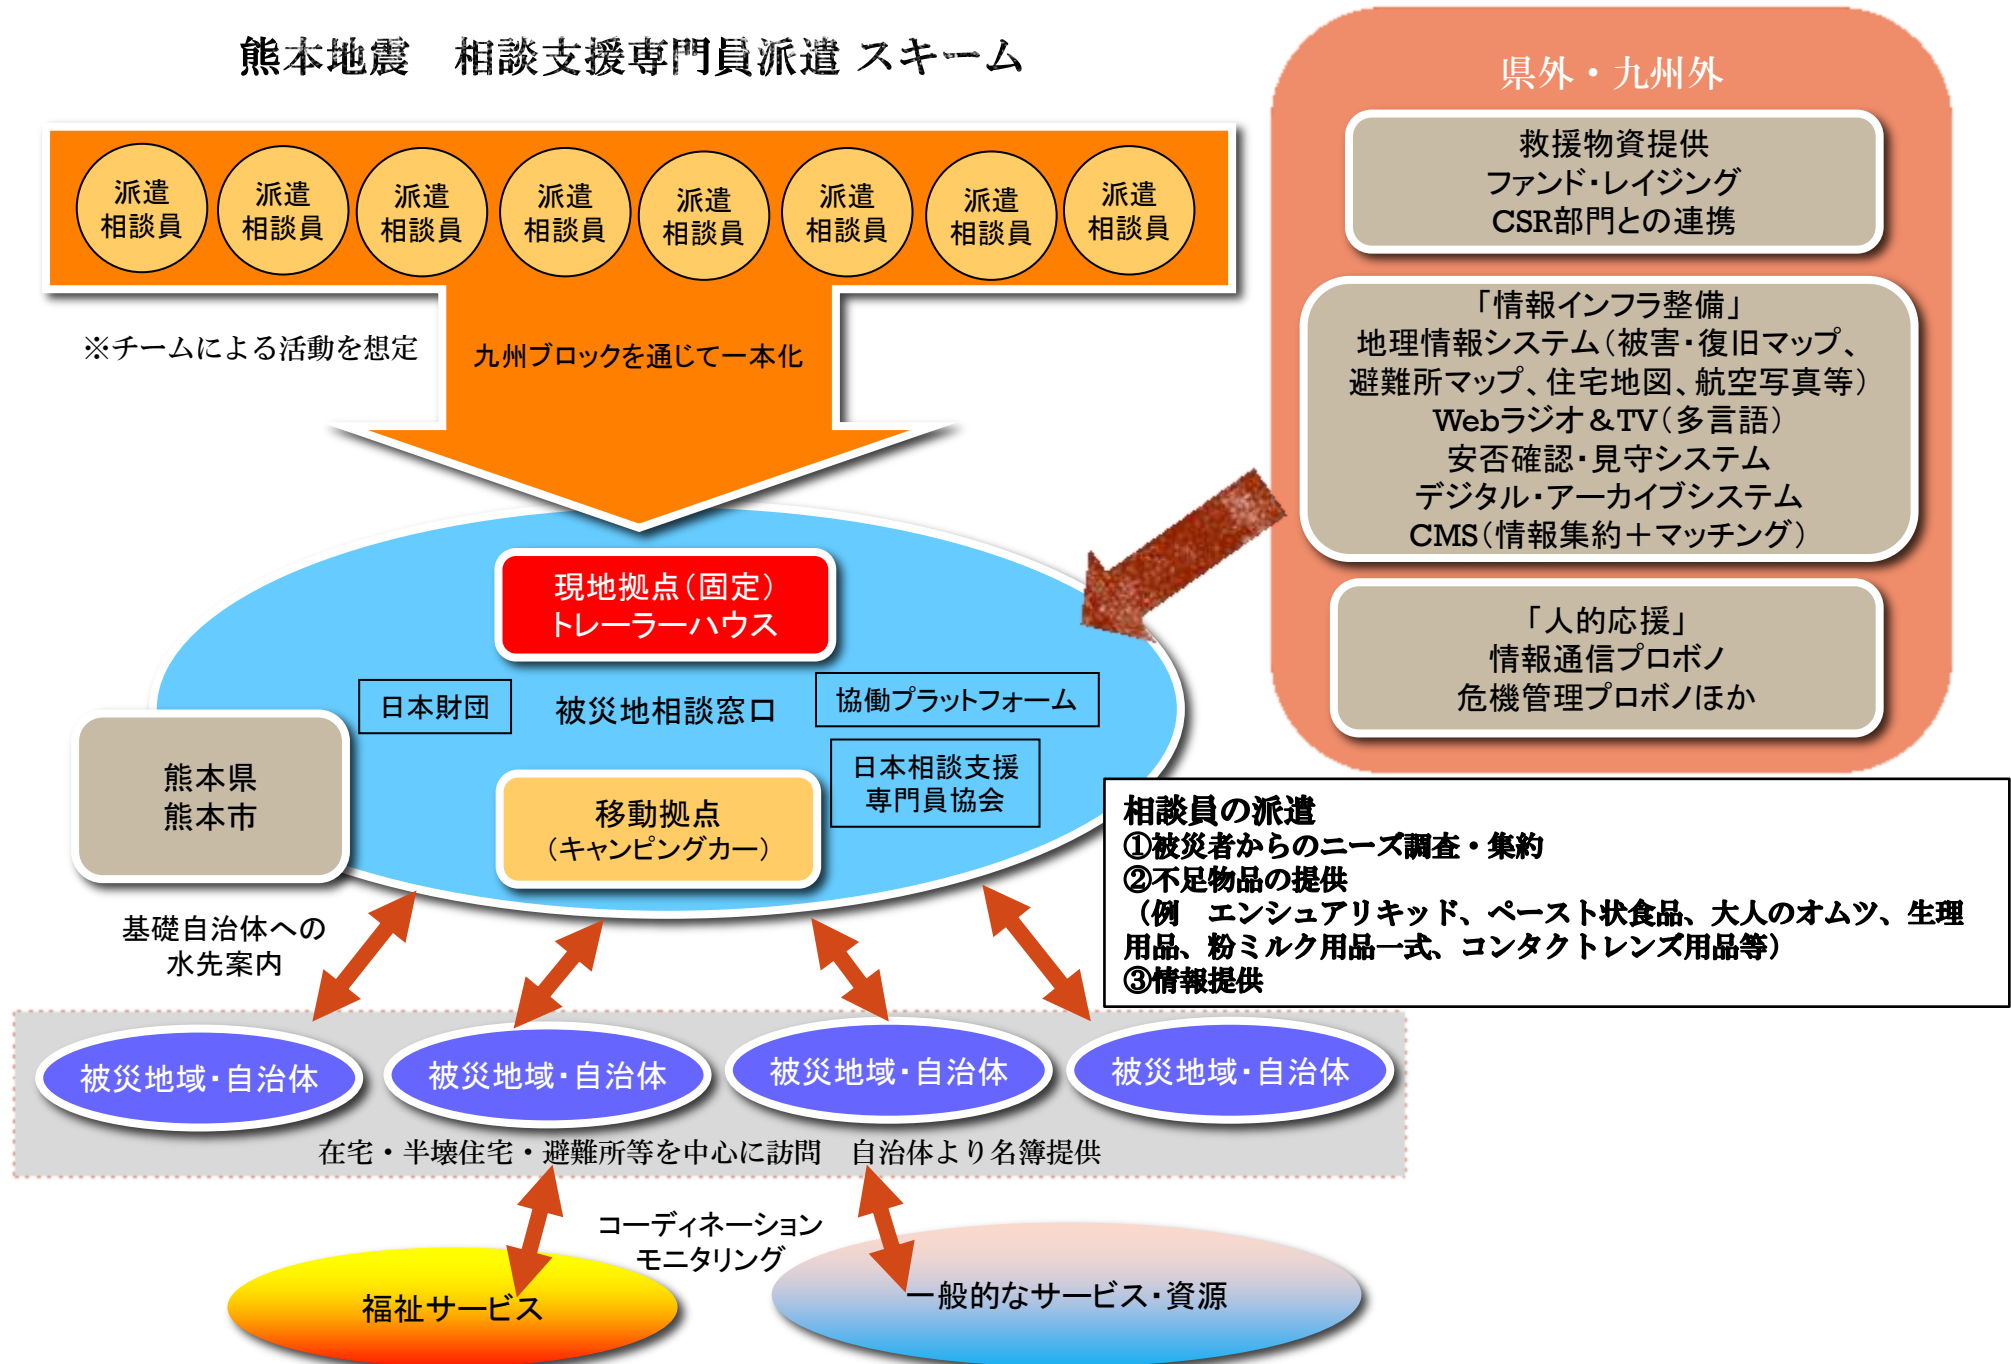 熊本地震　相談支援専門員派遣 スキーム
派遣
相談員
派遣
相談員
派遣
相談員
派遣
相談員
派遣
相談員
派遣
相談員
派遣
相談員
派遣
相談員
※チームによる活動を想定
九州ブロックを通じて一本化
県外・九州外
救援物資提供
ファンド・レイジング
CSR部門との連携
「情報インフラ整備」
地理情報システム（被害・復旧マップ、
避難所マップ、住宅地図、航空写真等）
Webラジオ＆TV（多言語）
安否確認・見守システム
デジタル・アーカイブシステム
CMS（情報集約＋マッチング）
「人的応援」
情報通信プロボノ
危機管理プロボノほか
現地拠点（固定）
トレーラーハウス
日本財団
被災地相談窓口
協働プラットフォーム
日本相談支援
専門員協会
移動拠点
（キャンピングカー）
熊本県
熊本市
基礎自治体への
水先案内
相談員の派遣
①被災者からのニーズ調査・集約
②不足物品の提供
（例　エンシュアリキッド、ペースト状食品、大人のオムツ、生理
用品、粉ミルク用品一式、コンタクトレンズ用品等）
③情報提供
被災地域・自治体
被災地域・自治体
被災地域・自治体
被災地域・自治体
在宅・半壊住宅・避難所等を中心に訪問　自治体より名簿提供
コーディネーション
モニタリング
福祉サービス
一般的なサービス・資源